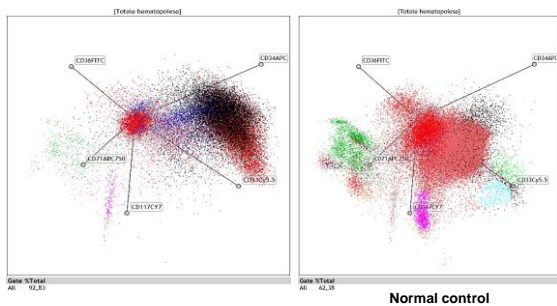 [Totale hematopoiese]
CD36FITC
CD34APC
CD71APC750
CD33Cy5.5
CD117CY7
Gate %Total
All 92,83
[Totale hematopoiese]
CD36FITC
CD34APC
CD71APC750
CD33Cy5.5
CD117CY7
Gate %Total
All 62,38
Normal control